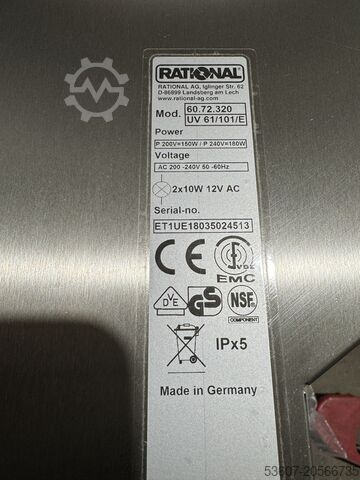 RATIONAL
RATIONAL AG, Iglinger Str. 62
D-86899 Landsberg am Lech
www.rational-ag.com
Mod. 60.72.320
UV 61/101/E
Power
P 200V=150W / P 240V=180W
Voltage
AC 200 -240V 50 -60Hz
2x10W 12V AC
Serial-no.
ET1UE18035024513
CE
VDE
EMC
VDE
GS
NSF
COMPONENT
IPx5
Made in Germany
53607-20566735